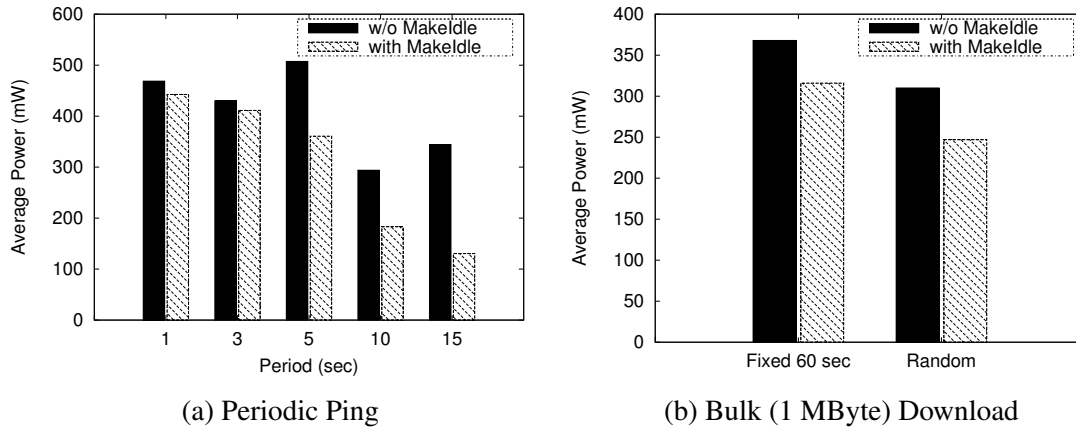 600
500
400
300
200
100
0
Average Power (mW)
w/o MakeIdle
with MakeIdle
1 3 5 10 15
Period (sec)
(a) Periodic Ping
400
350
300
250
200
150
100
50
0
Average Power (mW)
w/o MakeIdle
with MakeIdle
Fixed 60 sec Random
(b) Bulk (1 MByte) Download